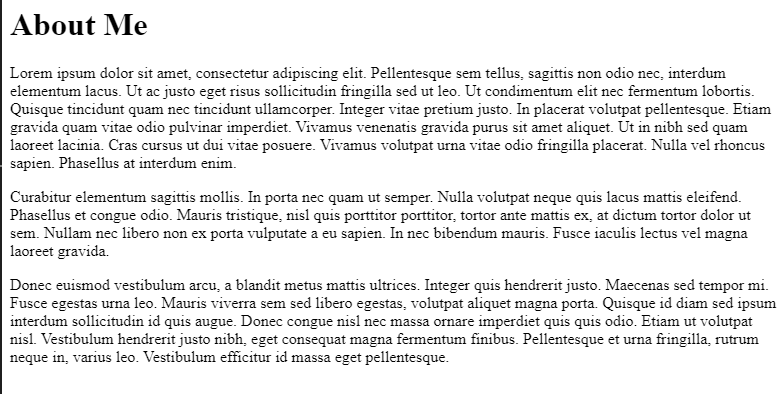 About Me
Lorem ipsum dolor sit amet, consectetur adipiscing elit. Pellentesque sem tellus, sagittis non odio nec, interdum
elementum lacus. Ut ac justo eget risus sollicitudin fringilla sed ut leo. Ut condimentum elit nec fermentum lobortis.
Quisque tincidunt quam nec tincidunt ullamcorper. Integer vitae pretium justo. In placerat volutpat pellentesque. Etiam
gravida quam vitae odio pulvinar imperdiet. Vivamus venenatis gravida purus sit amet aliquet. Ut in nibh sed quam
laoreet lacinia. Cras cursus ut dui vitae posuere. Vivamus volutpat urna vitae odio fringilla placerat. Nulla vel rhoncus
sapien. Phasellus at interdum enim.
Curabitur elementum sagittis mollis. In porta nec quam ut semper. Nulla volutpat neque quis lacus mattis eleifend.
Phasellus et congue odio. Mauris tristique, nisl quis porttitor porttitor, tortor ante mattis ex, at dictum tortor dolor ut
sem. Nullam nec libero non ex porta vulputate a eu sapien. In nec bibendum mauris. Fusce iaculis lectus vel magna
laoreet gravida.
Donec euismod vestibulum arcu, a blandit metus mattis ultrices. Integer quis hendrerit justo. Maecenas sed tempor mi.
Fusce egestas urna leo. Mauris viverra sem sed libero egestas, volutpat aliquet magna porta. Quisque id diam sed ipsum
interdum sollicitudin id quis augue. Donec congue nisl nec massa ornare imperdiet quis quis odio. Etiam ut volutpat
nisl. Vestibulum hendrerit justo nibh, eget consequat magna fermentum finibus. Pellentesque et urna fringilla, rutrum
neque in, varius leo. Vestibulum efficitur id massa eget pellentesque.